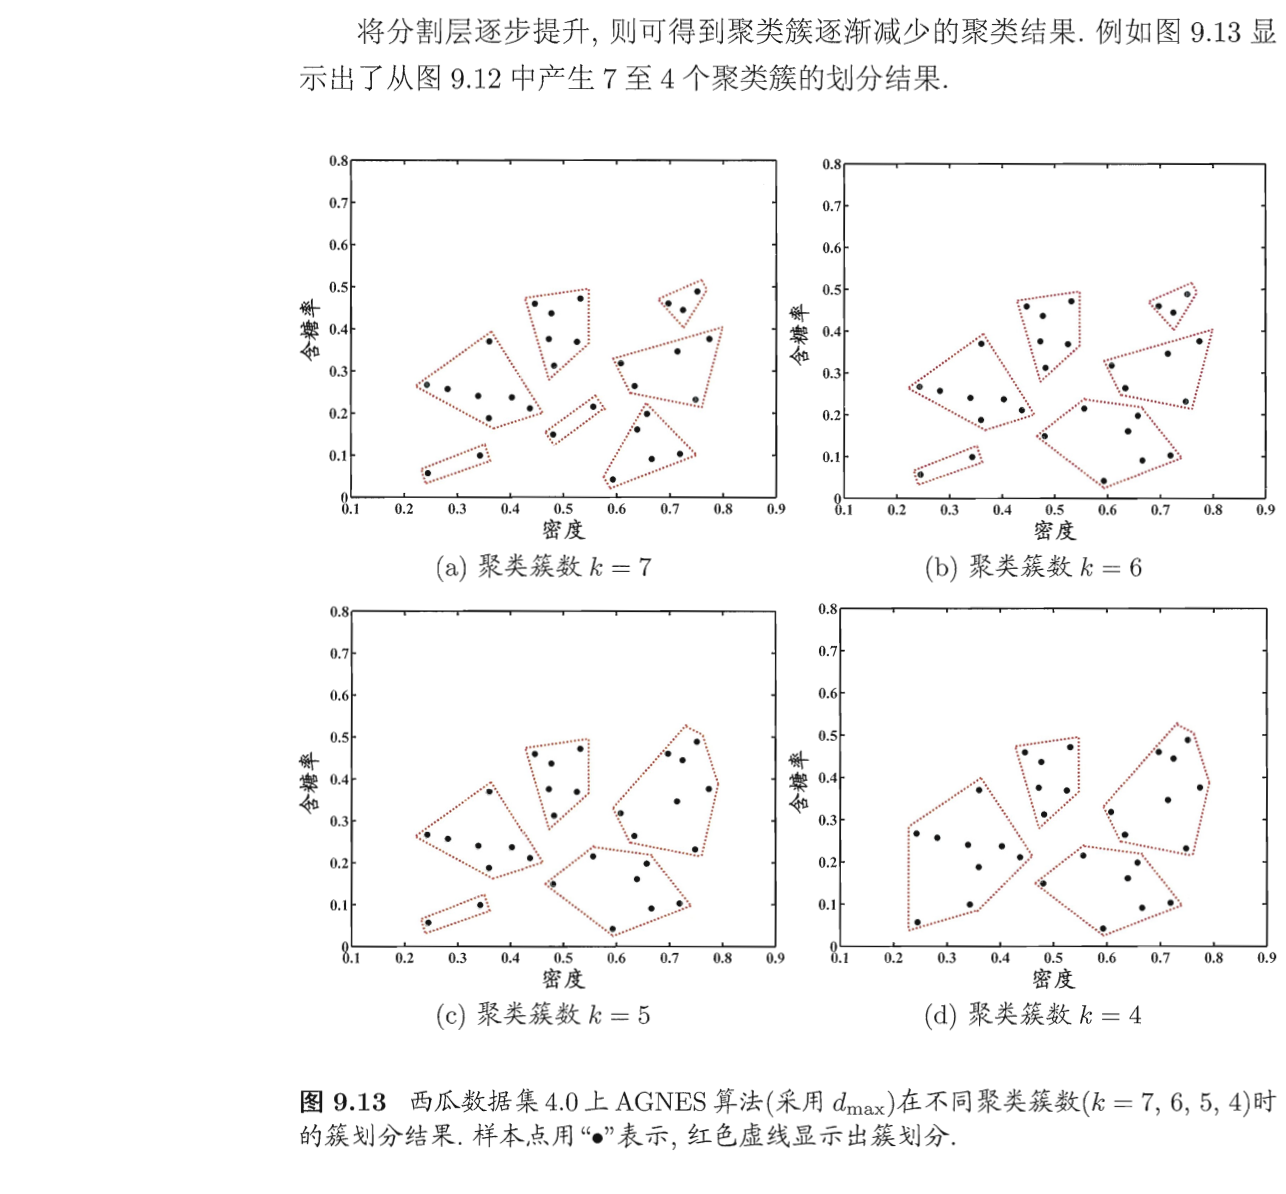 将分割层逐步提升, 则可得到聚类簇逐渐减少的聚类结果. 例如图 9.13 显
示出了从图 9.12 中产生 7 至 4 个聚类簇的划分结果.
0.8
0.7
0.6
0.5
0.4
0.3
0.2
0.1
0
含糖率
0.1 0.2 0.3 0.4 0.5 0.6 0.7 0.8 0.9
密度
(a) 聚类簇数 k = 7
0.8
0.7
0.6
0.5
0.4
0.3
0.2
0.1
0
含糖率
0.1 0.2 0.3 0.4 0.5 0.6 0.7 0.8 0.9
密度
(b) 聚类簇数 k = 6
0.8
0.7
0.6
0.5
0.4
0.3
0.2
0.1
0
含糖率
0.1 0.2 0.3 0.4 0.5 0.6 0.7 0.8 0.9
密度
(c) 聚类簇数 k = 5
0.8
0.7
0.6
0.5
0.4
0.3
0.2
0.1
0
含糖率
0.1 0.2 0.3 0.4 0.5 0.6 0.7 0.8 0.9
密度
(d) 聚类簇数 k = 4
图 9.13 西瓜数据集 4.0 上 AGNES 算法(采用 dmax)在不同聚类簇数(k = 7, 6, 5, 4)时
的簇划分结果. 样本点用“●”表示, 红色虚线显示出簇划分.